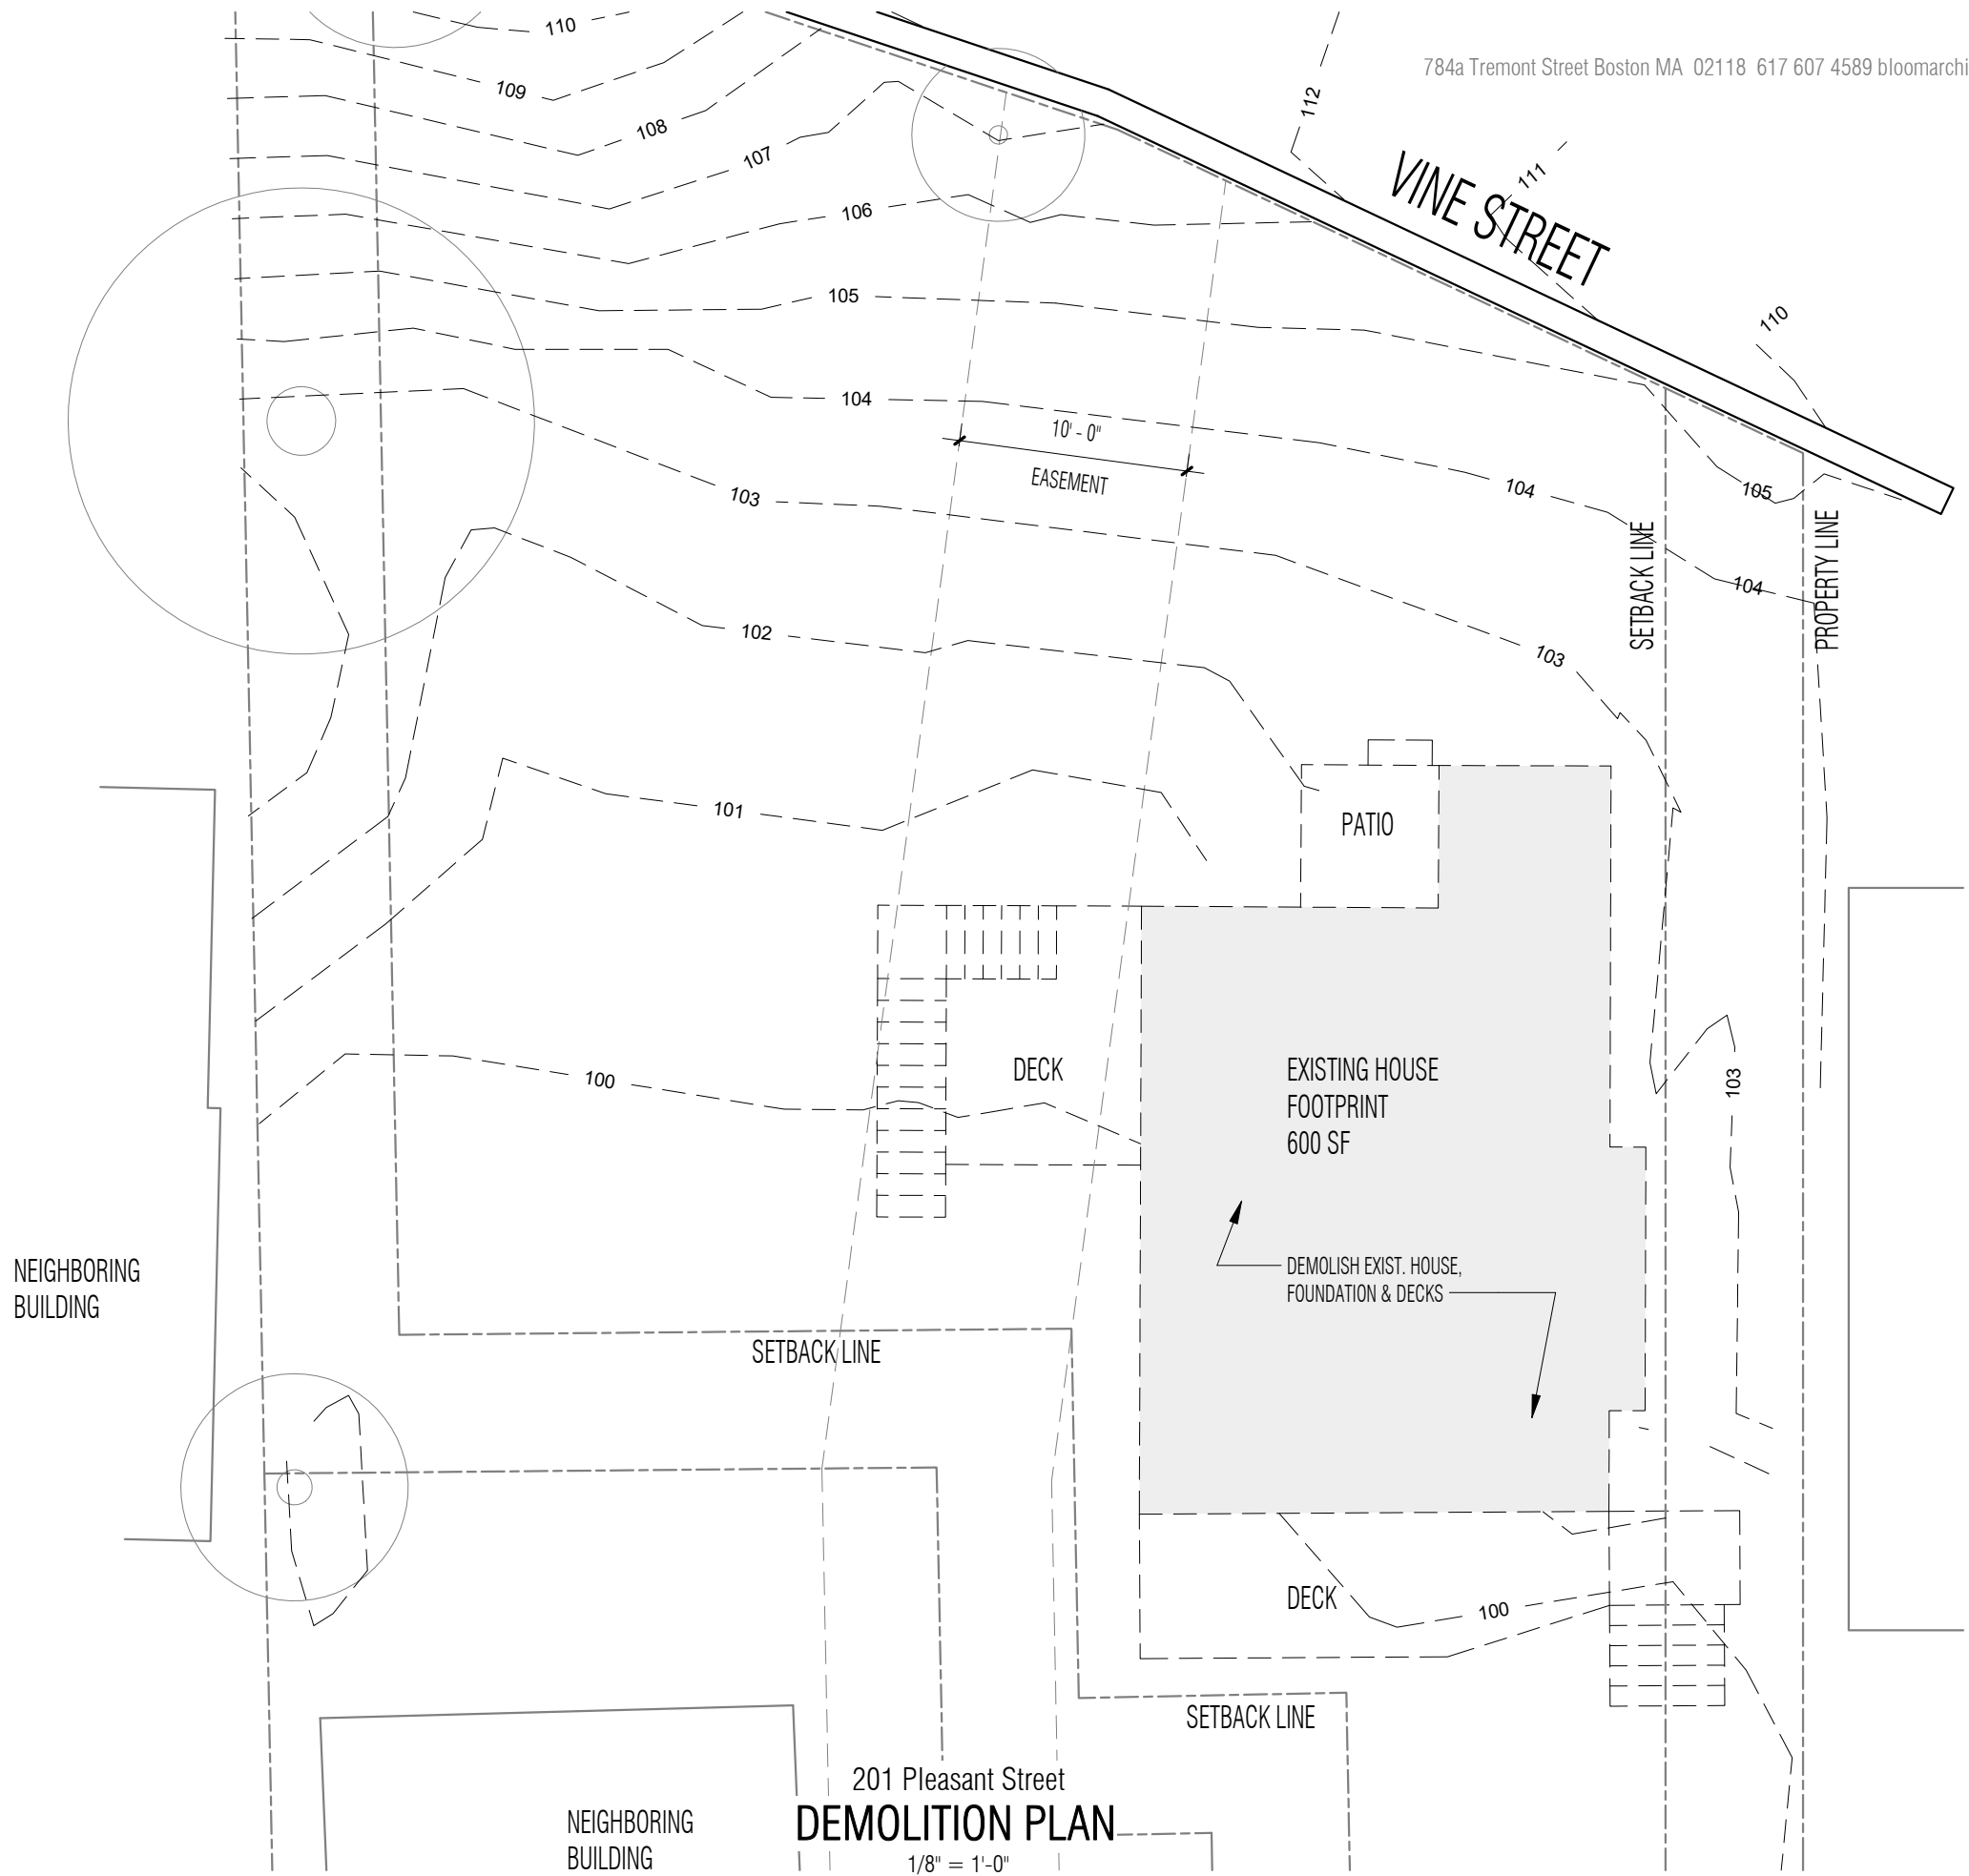 110
784a Tremont Street Boston MA 02118 617 607 4589 bloomarchi
109
112
108
107
111
VINE STREET
106
105
110
104
10' - 0"
EASEMENT
103
104
105
SETBACK LINE
PROPERTY LINE
104
102
103
101
PATIO
100
DECK
EXISTING HOUSE
FOOTPRINT
600 SF
103
NEIGHBORING
BUILDING
DEMOLISH EXIST. HOUSE,
FOUNDATION & DECKS
SETBACK LINE
DECK
100
SETBACK LINE
201 Pleasant Street
DEMOLITION PLAN
1/8" = 1'-0"
NEIGHBORING
BUILDING